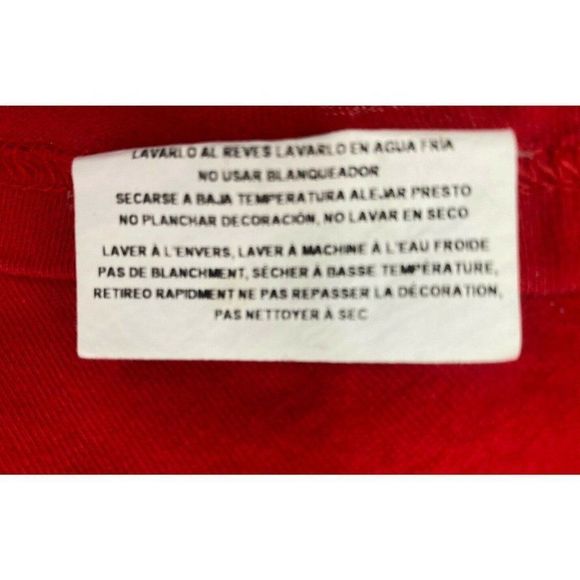 LAVARLO AL REVES LAVARLO EN AGUA FRÍA
NO USAR BLANQUEADOR
SECARSE A BAJA TEMPERATURA ALEJAR PRESTO
NO PLANCHAR DECORACIÓN, NO LAVAR EN SECO
LAVER À L'ENVERS, LAVER À MACHINE À L'EAU FROIDE
PAS DE BLANCHMENT, SÉCHER À BASSE TEMPÉRATURE,
RETIREO RAPIDMENT NE PAS REPASSER LA DÉCORATION,
PAS NETTOYER À SEC